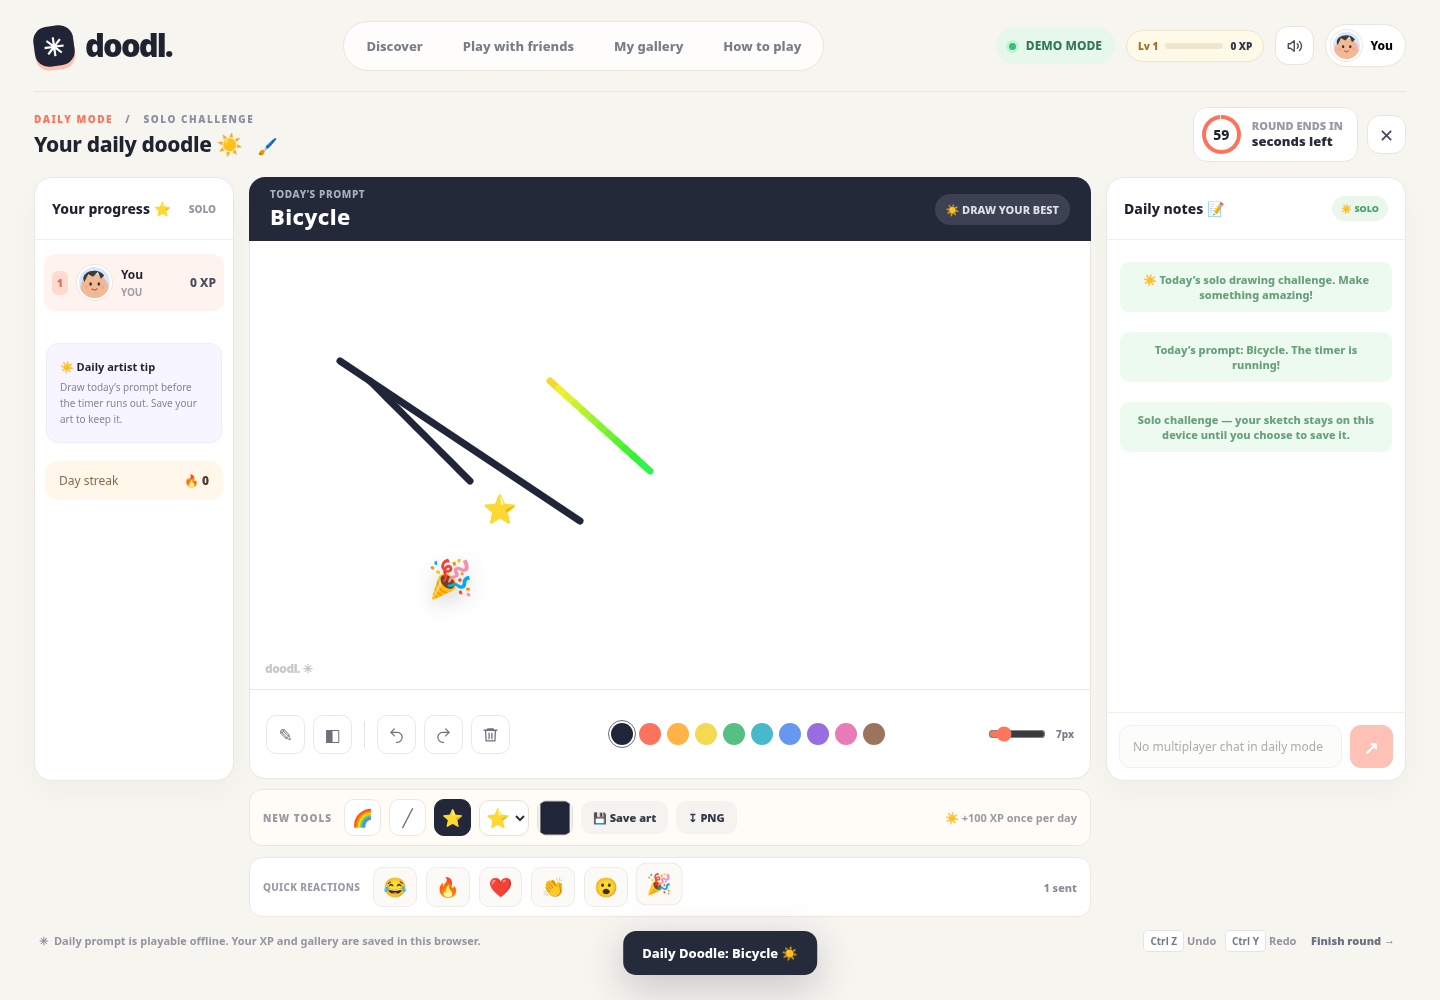 doodl.
Discover
Play with friends
My gallery
How to play
DEMO MODE
Lv 1
0 XP
You
DAILY MODE / SOLO CHALLENGE
Your daily doodle ☀️ 🖌️
59
ROUND ENDS IN
seconds left
✕
Your progress ⭐
SOLO
1
You
YOU
0 XP
☀️ Daily artist tip
Draw today's prompt before
the timer runs out. Save your
art to keep it.
Day streak
🔥 0
TODAY'S PROMPT
Bicycle
☀️ DRAW YOUR BEST
doodl. ✳
7px
NEW TOOLS
💾 Save art
↧ PNG
☀️ +100 XP once per day
QUICK REACTIONS
1 sent
Daily notes 📝
☀️ SOLO
☀️ Today's solo drawing challenge. Make
something amazing!
Today's prompt: Bicycle. The timer is
running!
Solo challenge — your sketch stays on this
device until you choose to save it.
No multiplayer chat in daily mode
↗
✳ Daily prompt is playable offline. Your XP and gallery are saved in this browser.
Daily Doodle: Bicycle ☀️
Ctrl Z Undo
Ctrl Y Redo
Finish round →